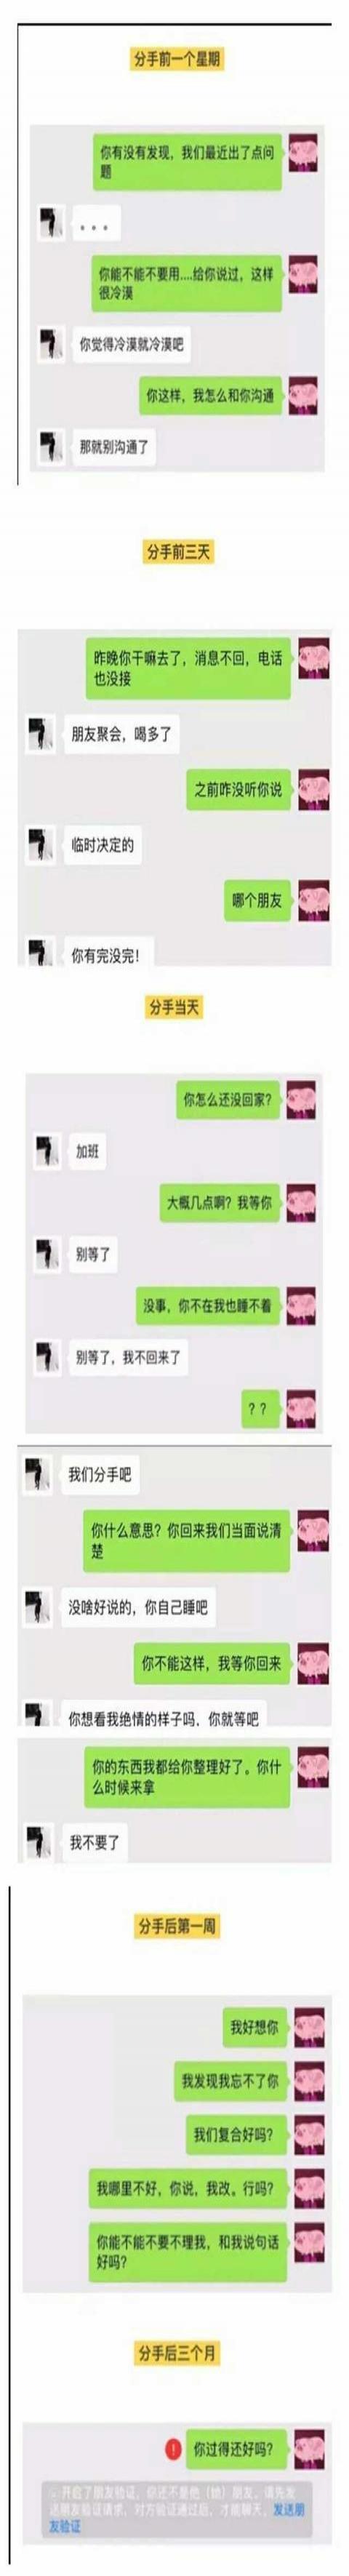 分手前一个星期
你有没有发现，我们最近出了点问
题
。。。
你能不能不要用....给你说过，这样
很冷漠
你觉得冷漠就冷漠吧
你这样，我怎么和你沟通
那就别沟通了
分手前三天
昨晚你干嘛去了，消息不回，电话
也没接
朋友聚会，喝多了
之前咋没听你说
临时决定的
哪个朋友
你有完没完！
分手当天
你怎么还没回家？
加班
大概几点啊？我等你
别等了
没事，你不在我也睡不着
别等了，我不回来了
？？
我们分手吧
你什么意思？你回来我们当面说清
楚
没啥好说的，你自己睡吧
你不能这样，我等你回来
你想看我绝情的样子吗，你就等吧
你的东西我都给你整理好了。你什
么时候来拿
我不要了
分手后第一周
我好想你
我发现我忘不了你
我们复合好吗？
我哪里不好，你说，我改。行吗？
你能不能不要不理我，和我说句话
好吗？
分手后三个月
你过得还好吗？
开启了朋友验证，你还不是他（她）朋友。请先发
送朋友验证请求，对方验证通过后，才能聊天。发送朋
友验证